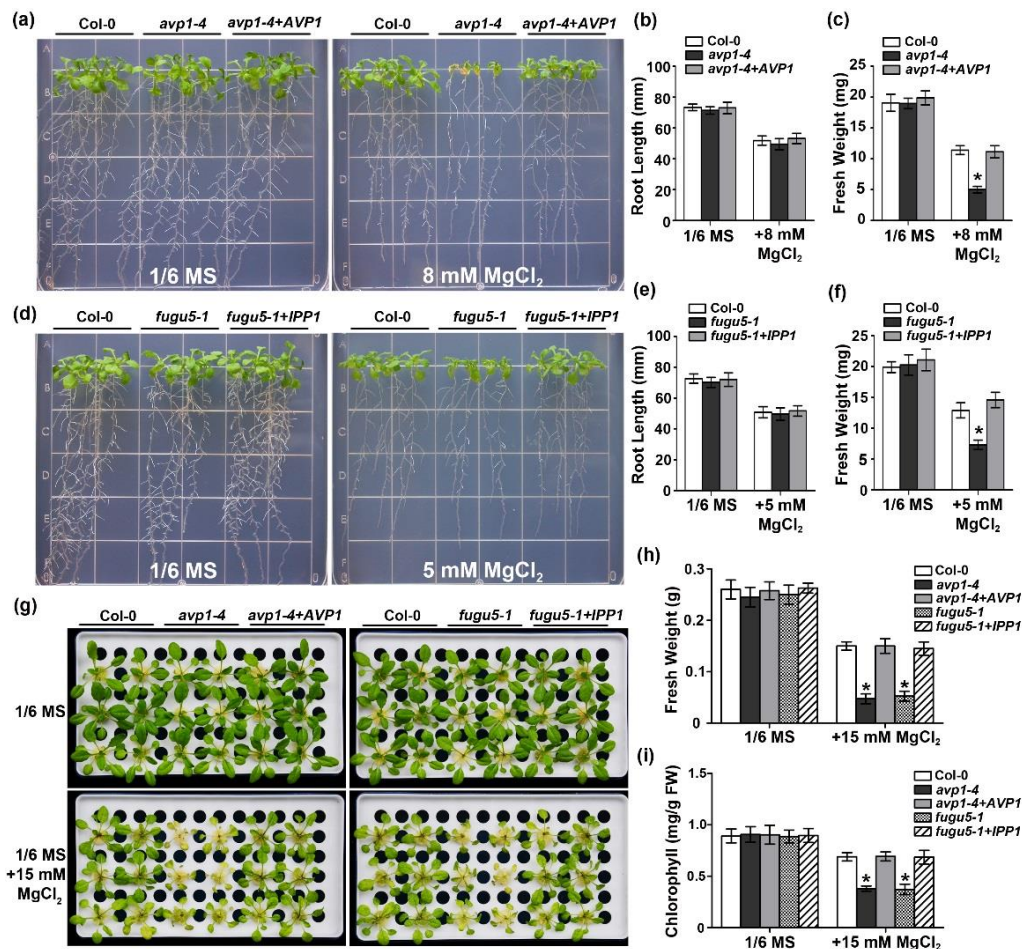 (a)
Col-0 avp1-4 avp1-4+AVP1
Col-0 avp1-4 avp1-4+AVP1
A
B
C
D
E
F
1/6 MS
A
B
C
D
E
F
8 mM MgCl₂
(b)
Col-0
avp1-4
avp1-4+AVP1
Root Length (mm)
100
80
60
40
20
0
1/6 MS +8 mM
MgCl₂
(c)
Col-0
avp1-4
avp1-4+AVP1
Fresh Weight (mg)
25
20
15
10
5
0
*
1/6 MS +8 mM
MgCl₂
(d)
Col-0 fugu5-1 fugu5-1+IPP1
Col-0 fugu5-1 fugu5-1+IPP1
A
B
C
D
E
F
1/6 MS
A
B
C
D
E
F
5 mM MgCl₂
(e)
Col-0
fugu5-1
fugu5-1+IPP1
Root Length (mm)
100
80
60
40
20
0
1/6 MS +5 mM
MgCl₂
(f)
Col-0
fugu5-1
fugu5-1+IPP1
Fresh Weight (mg)
25
20
15
10
5
0
*
1/6 MS +5 mM
MgCl₂
(g)
Col-0 avp1-4 avp1-4+AVP1
Col-0 fugu5-1 fugu5-1+IPP1
1/6 MS
1/6 MS
+15 mM
MgCl₂
(h)
Col-0
avp1-4
avp1-4+AVP1
fugu5-1
fugu5-1+IPP1
Fresh Weight (g)
0.3
0.2
0.1
0
* *
1/6 MS +15 mM MgCl₂
(i)
Col-0
avp1-4
avp1-4+AVP1
fugu5-1
fugu5-1+IPP1
Chlorophyll (mg/g FW)
1.5
1.0
0.5
0
* *
1/6 MS +15 mM MgCl₂